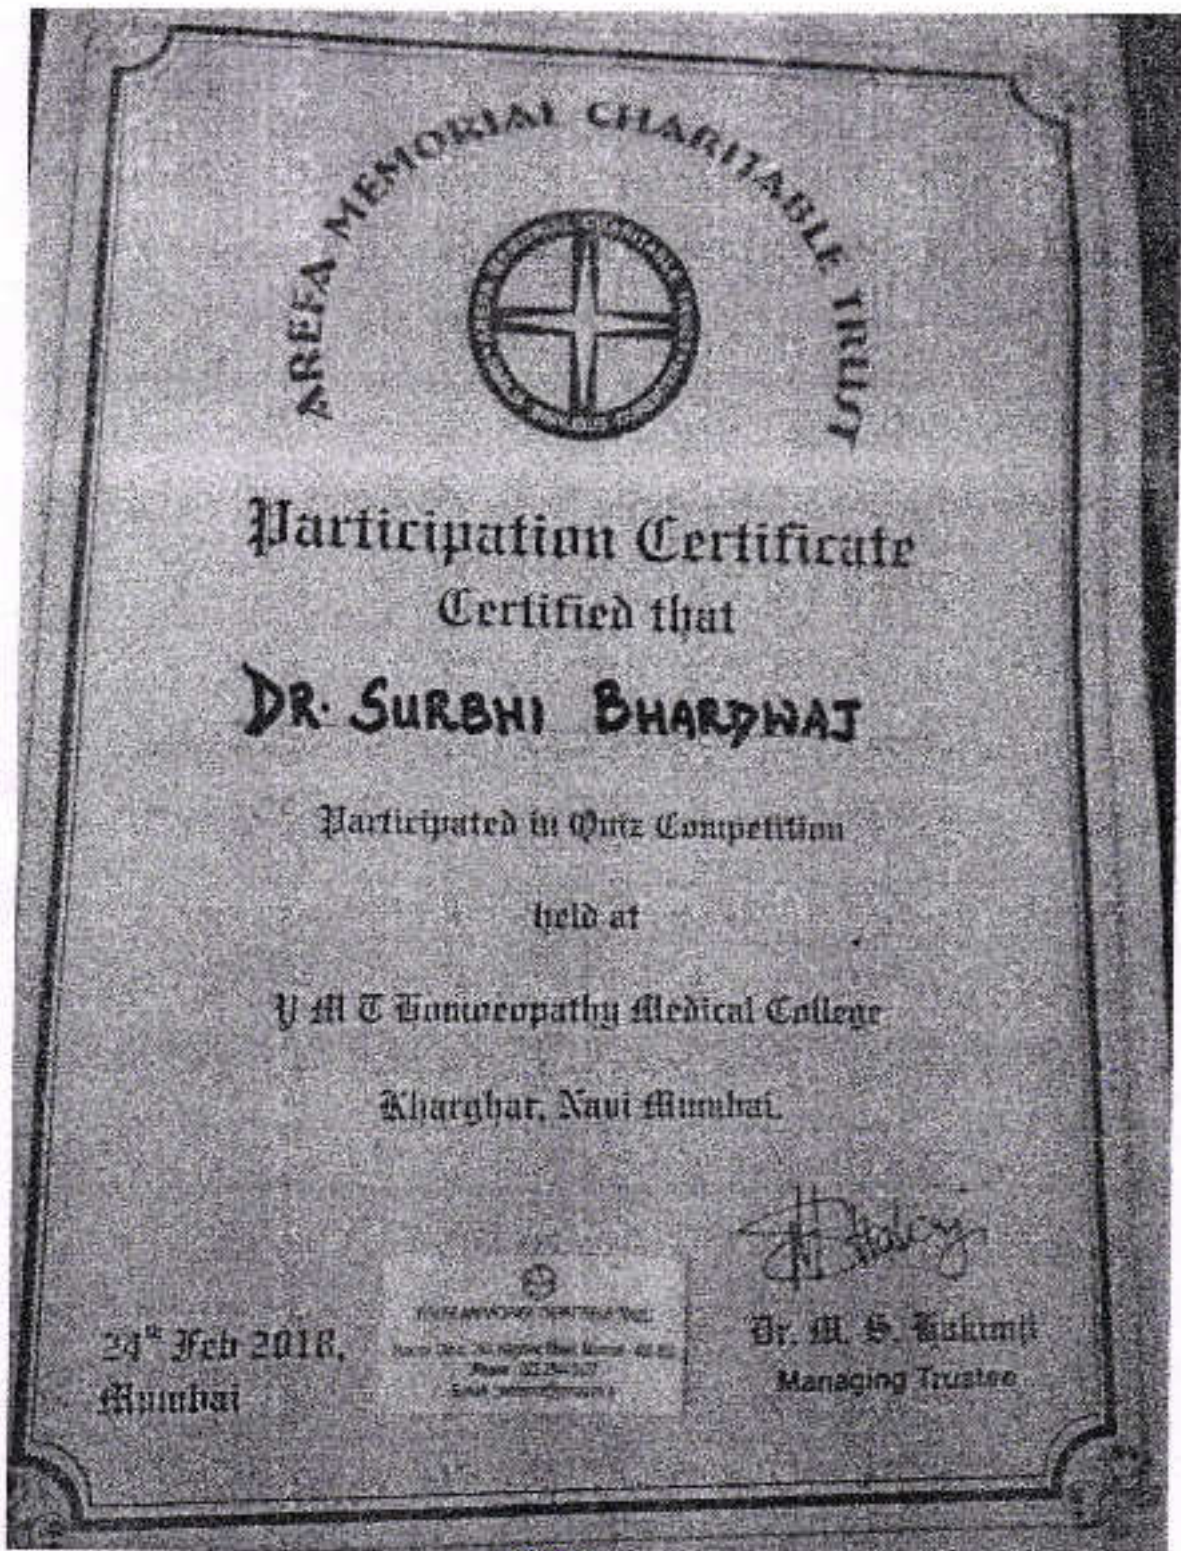 AREFA MEMORIAL CHARITABLE TRUST
Participation Certificate
Certified that
DR. SURBHI BHARDWAJ
Participated in Quiz Competition
held at
Y M T Homoeopathy Medical College
Kharghar, Navi Mumbai.
24th Feb 2018,
Mumbai
Dr. M. S. Hakimji
Managing Trustee